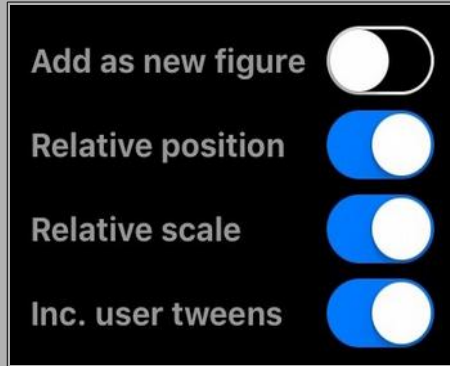 Add as new figure
Relative position
Relative scale
Inc. user tweens